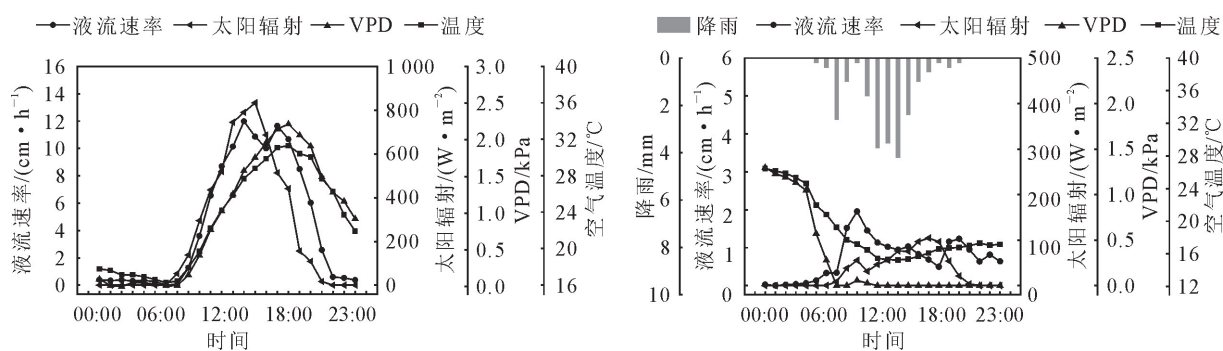 液流速率 太阳辐射 VPD 温度
16 14 12 10 8 6 4 2 0
液流速率/(cm·h⁻¹)
1 000 800 600 400 200 0
太阳辐射/(W·m⁻²)
3.0 2.5 2.0 1.5 1.0 0.5 0.0
VPD/kPa
40 36 32 28 24 20 16
空气温度/℃
00:00 06:00 12:00 18:00 23:00
时间
降雨 液流速率 太阳辐射 VPD 温度
0 2 4 6 8 10
降雨/mm
6 5 4 3 2 1 0
液流速率/(cm·h⁻¹)
500 400 300 200 100 0
太阳辐射/(W·m⁻²)
2.5 2.0 1.5 1.0 0.5 0.0
VPD/kPa
40 36 32 28 24 20 16 12
空气温度/℃
00:00 06:00 12:00 18:00 23:00
时间